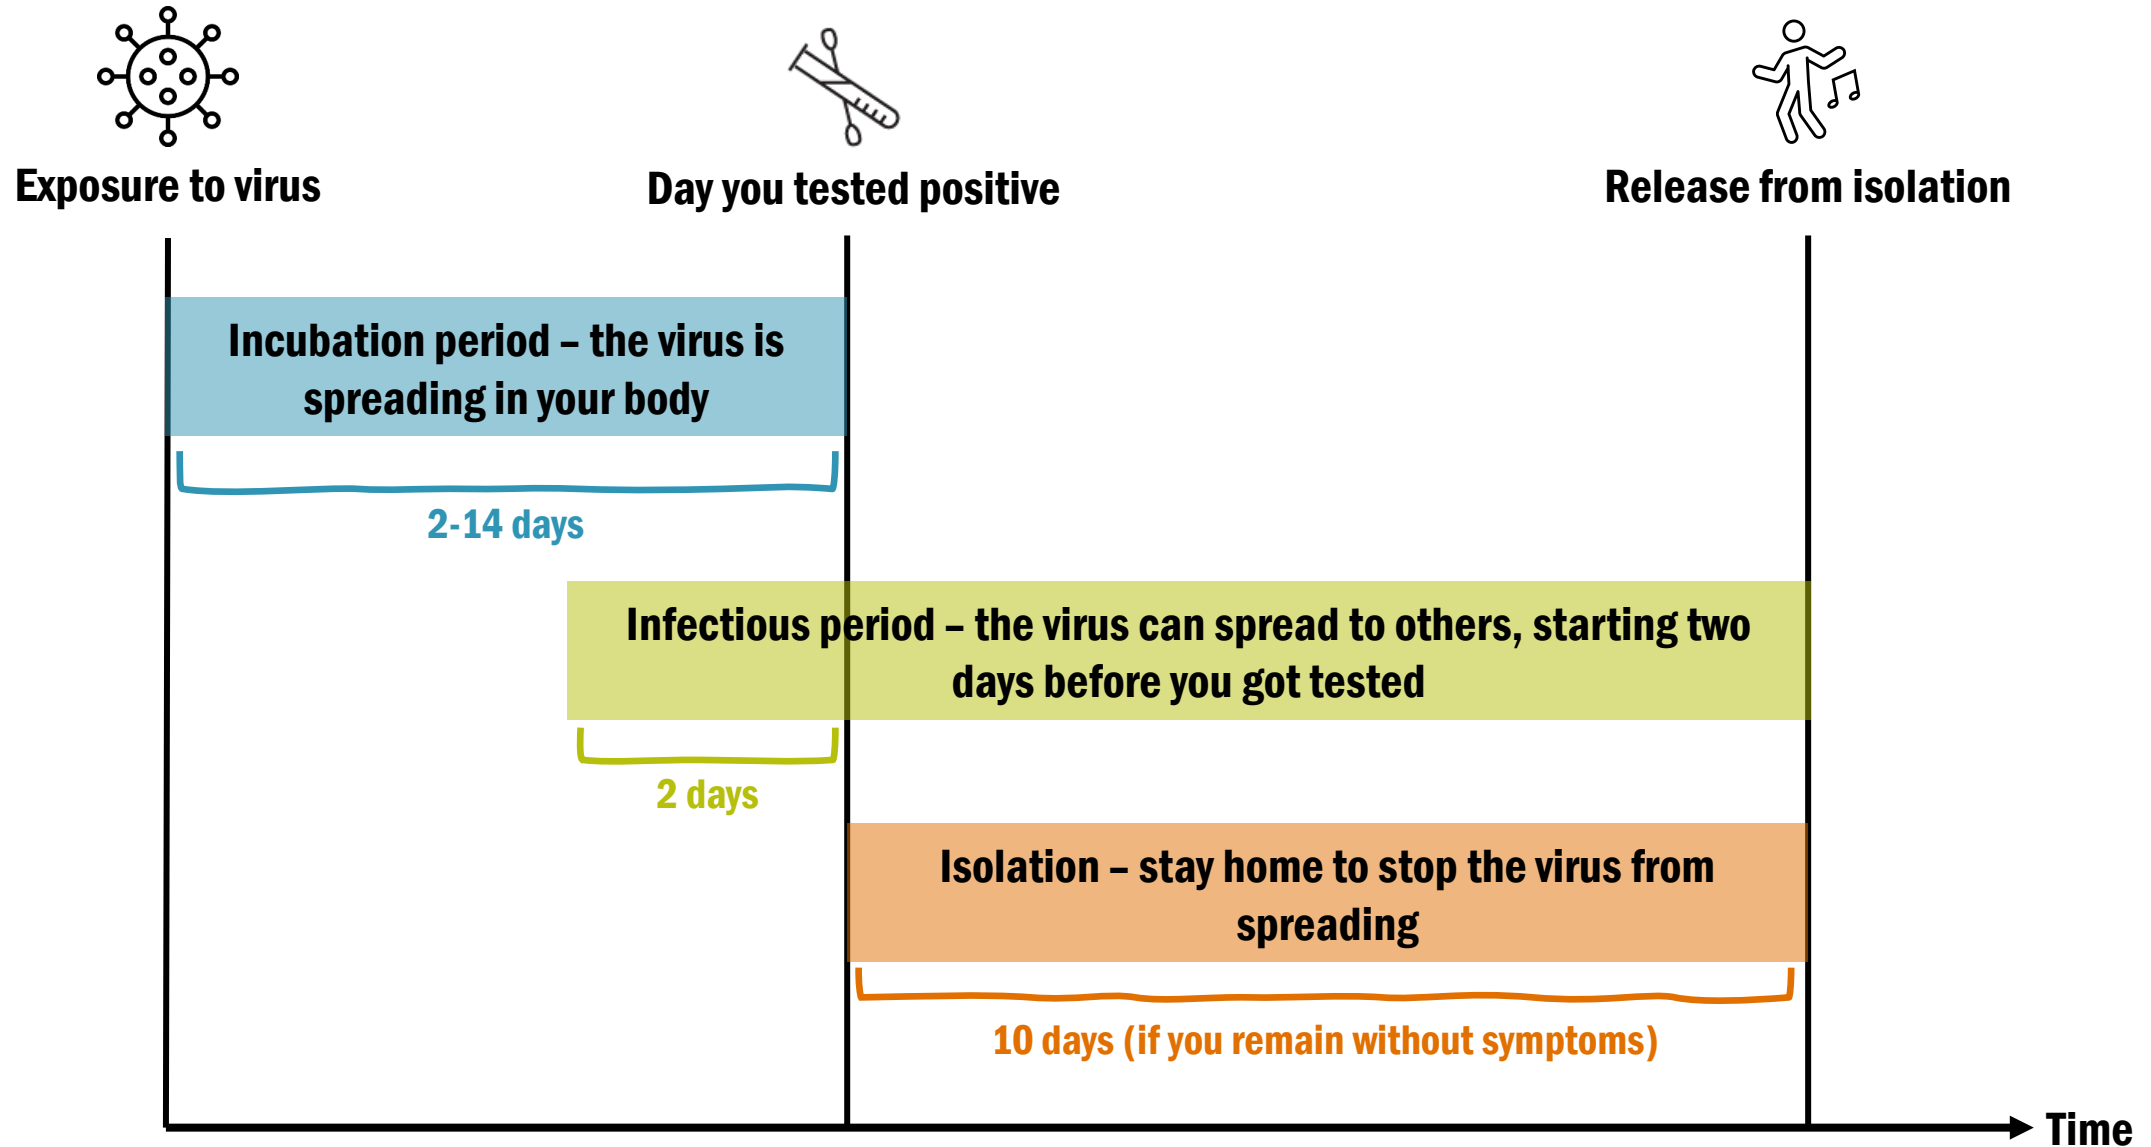 Exposure to virus
Day you tested positive
Release from isolation
Incubation period – the virus is
spreading in your body
2-14 days
Infectious period – the virus can spread to others, starting two
days before you got tested
2 days
Isolation – stay home to stop the virus from
spreading
10 days (if you remain without symptoms)
Time